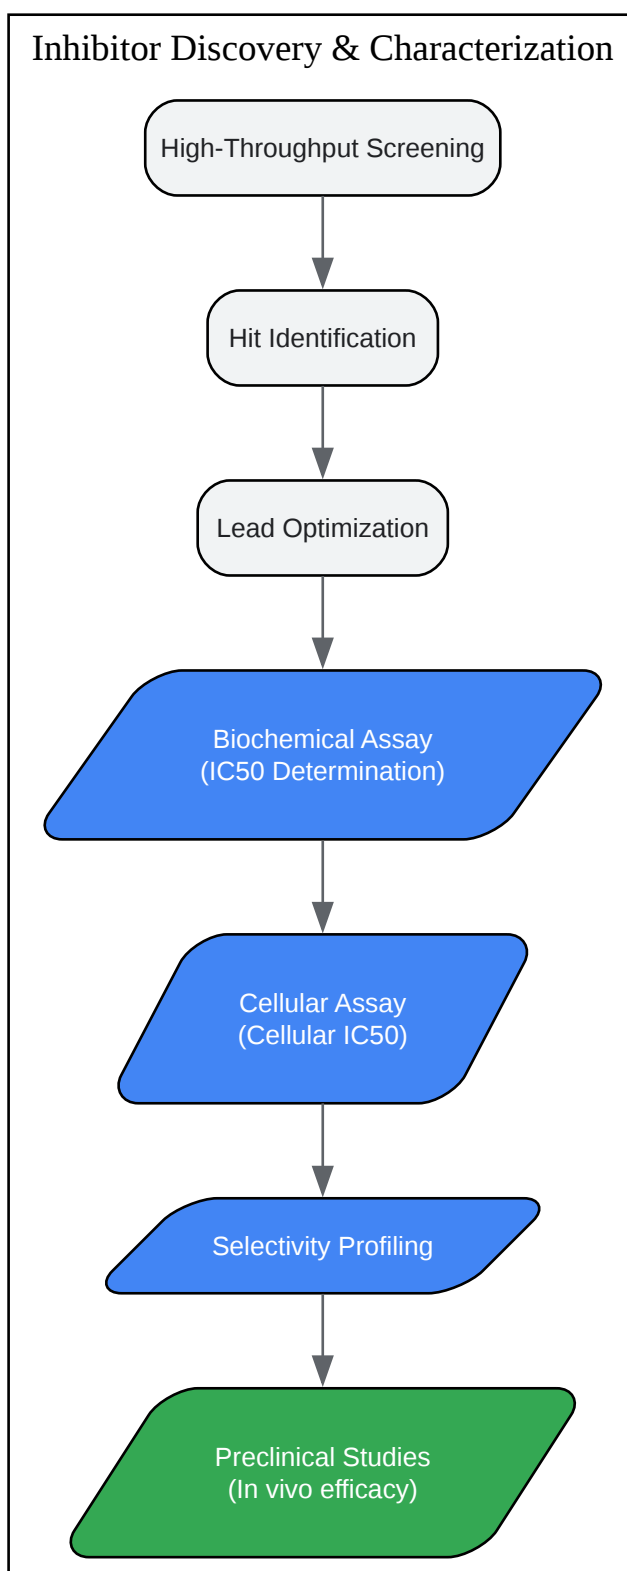 Inhibitor Discovery & Characterization
High-Throughput Screening
Hit Identification
Lead Optimization
Biochemical Assay
(IC50 Determination)
Cellular Assay
(Cellular IC50)
Selectivity Profiling
Preclinical Studies
(In vivo efficacy)